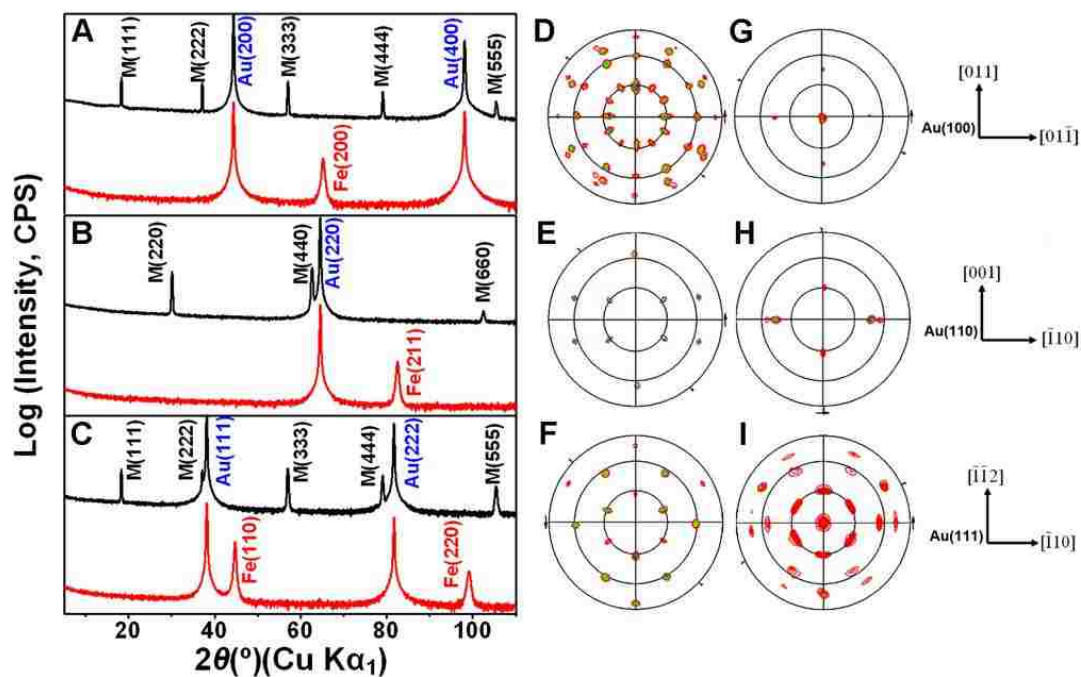 A
M(111)
M(222)
Au(200)
M(333)
M(444)
Au(400)
M(555)
Fe(200)
B
M(220)
M(440)
Au(220)
M(660)
Fe(211)
C
M(111)
M(222)
Au(111)
M(333)
M(444)
Au(222)
M(555)
Fe(110)
Fe(220)
Log (Intensity, CPS)
20 40 60 80 100
2θ(º)(Cu Kα₁)
D
G
[011]
Au(100)
[011̄]
E
H
[001]
Au(110)
[1̄10]
F
I
[1̄1̄2]
Au(111)
[1̄10]